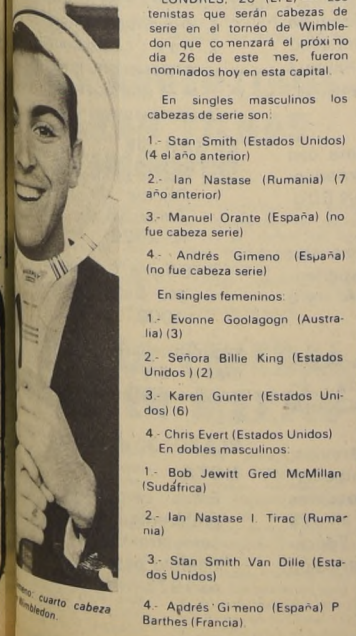 LONDRES, 20 (EFE)
tenistas que serán cabezas de
serie en el torneo de Wimble-
don que comenzará el próximo
día 26 de este mes, fueron
nominados hoy en esta capital.
En singles masculinos los
cabezas de serie son:
1.- Stan Smith (Estados Unidos)
(4 el año anterior)
2.- Ian Nastase (Rumania) (7
año anterior)
3.- Manuel Orante (España) (no
fue cabeza serie)
4.- Andrés Gimeno (España)
(no fue cabeza serie)
En singles femeninos:
1.- Evonne Goolagogn (Austra-
lia) (3)
2.- Señora Billie King (Estados
Unidos ) (2)
3.- Karen Gunter (Estados Uni-
dos) (6)
4.- Chris Evert (Estados Unidos)
En dobles masculinos:
1.- Bob Jewitt Gred McMillan
(Sudáfrica)
2.- Ian Nastase I. Tirac (Ruma-
nia)
3.- Stan Smith Van Dille (Esta-
dos Unidos)
4.- Andrés Gimeno (España) P
Barthes (Francia).
cuarto cabeza
Wimbledon.